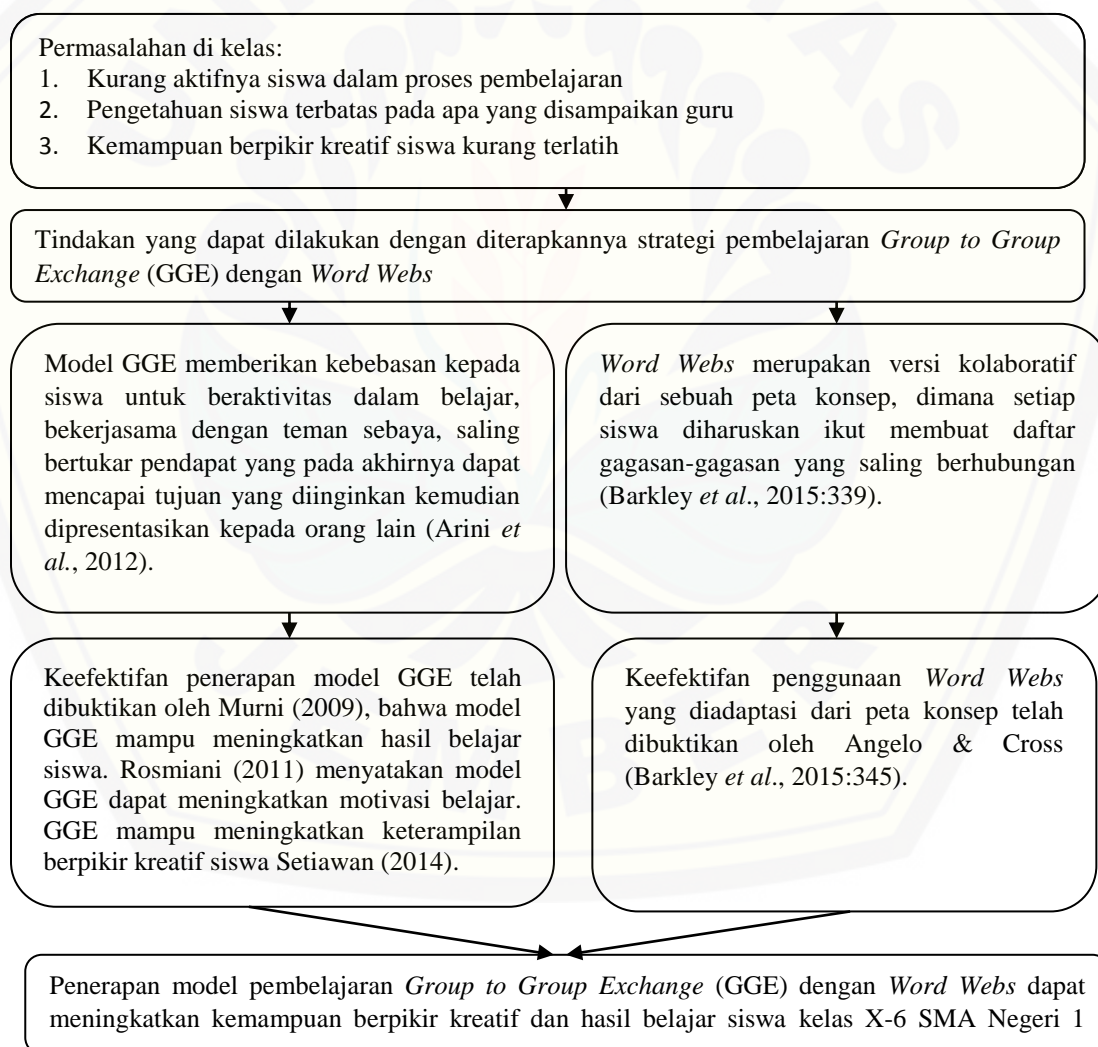 Permasalahan di kelas:
1. Kurang aktifnya siswa dalam proses pembelajaran
2. Pengetahuan siswa terbatas pada apa yang disampaikan guru
3. Kemampuan berpikir kreatif siswa kurang terlatih
Tindakan yang dapat dilakukan dengan diterapkannya strategi pembelajaran Group to Group
Exchange (GGE) dengan Word Webs
Model GGE memberikan kebebasan kepada
siswa untuk beraktivitas dalam belajar,
bekerjasama dengan teman sebaya, saling
bertukar pendapat yang pada akhirnya dapat
mencapai tujuan yang diinginkan kemudian
dipresentasikan kepada orang lain (Arini et
al., 2012).
Word Webs merupakan versi kolaboratif
dari sebuah peta konsep, dimana setiap
siswa diharuskan ikut membuat daftar
gagasan-gagasan yang saling berhubungan
(Barkley et al., 2015:339).
Keefektifan penerapan model GGE telah
dibuktikan oleh Murni (2009), bahwa model
GGE mampu meningkatkan hasil belajar
siswa. Rosmiani (2011) menyatakan model
GGE dapat meningkatkan motivasi belajar.
GGE mampu meningkatkan keterampilan
berpikir kreatif siswa Setiawan (2014).
Keefektifan penggunaan Word Webs
yang diadaptasi dari peta konsep telah
dibuktikan oleh Angelo & Cross
(Barkley et al., 2015:345).
Penerapan model pembelajaran Group to Group Exchange (GGE) dengan Word Webs dapat
meningkatkan kemampuan berpikir kreatif dan hasil belajar siswa kelas X-6 SMA Negeri 1